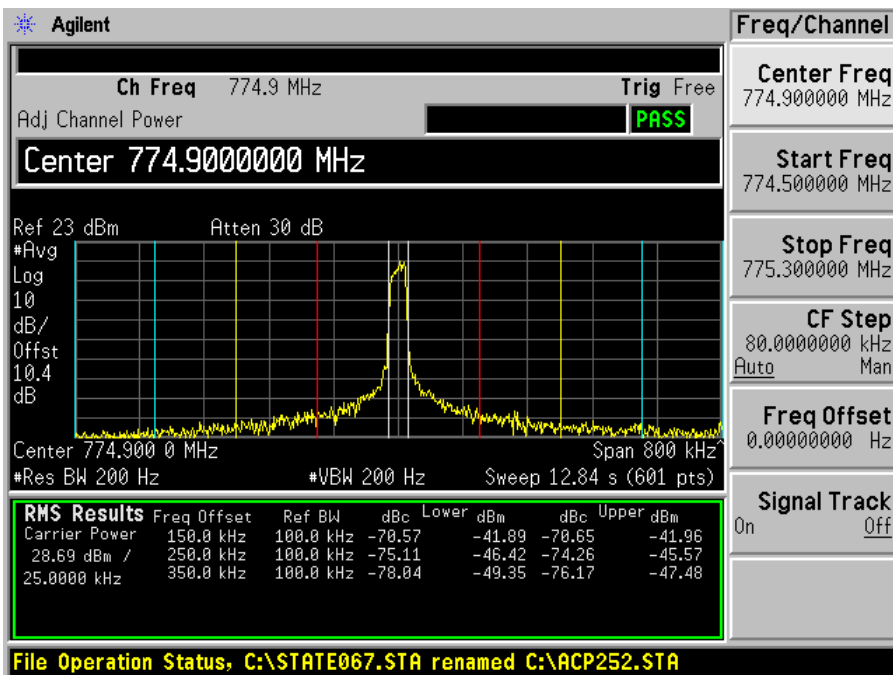 Agilent
Freq/Channel
Ch Freq 774.9 MHz Trig Free
Adj Channel Power PASS
Center 774.9000000 MHz
Ref 23 dBm Atten 30 dB
#Avg
Log
10
dB/
Offst
10.4
dB
Center 774.900 0 MHz Span 800 kHz^
#Res BW 200 Hz #VBW 200 Hz Sweep 12.84 s (601 pts)
RMS Results Freq Offset Ref BW dBc Lower dBm dBc Upper dBm
Carrier Power 150.0 kHz 100.0 kHz -70.57 -41.89 -70.65 -41.96
28.69 dBm / 250.0 kHz 100.0 kHz -75.11 -46.42 -74.26 -45.57
25.0000 kHz 350.0 kHz 100.0 kHz -78.04 -49.35 -76.17 -47.48
Center Freq
774.900000 MHz
Start Freq
774.500000 MHz
Stop Freq
775.300000 MHz
CF Step
80.0000000 kHz
Auto Man
Freq Offset
0.00000000 Hz
Signal Track
On Off
File Operation Status, C:\STATE067.STA renamed C:\ACP252.STA